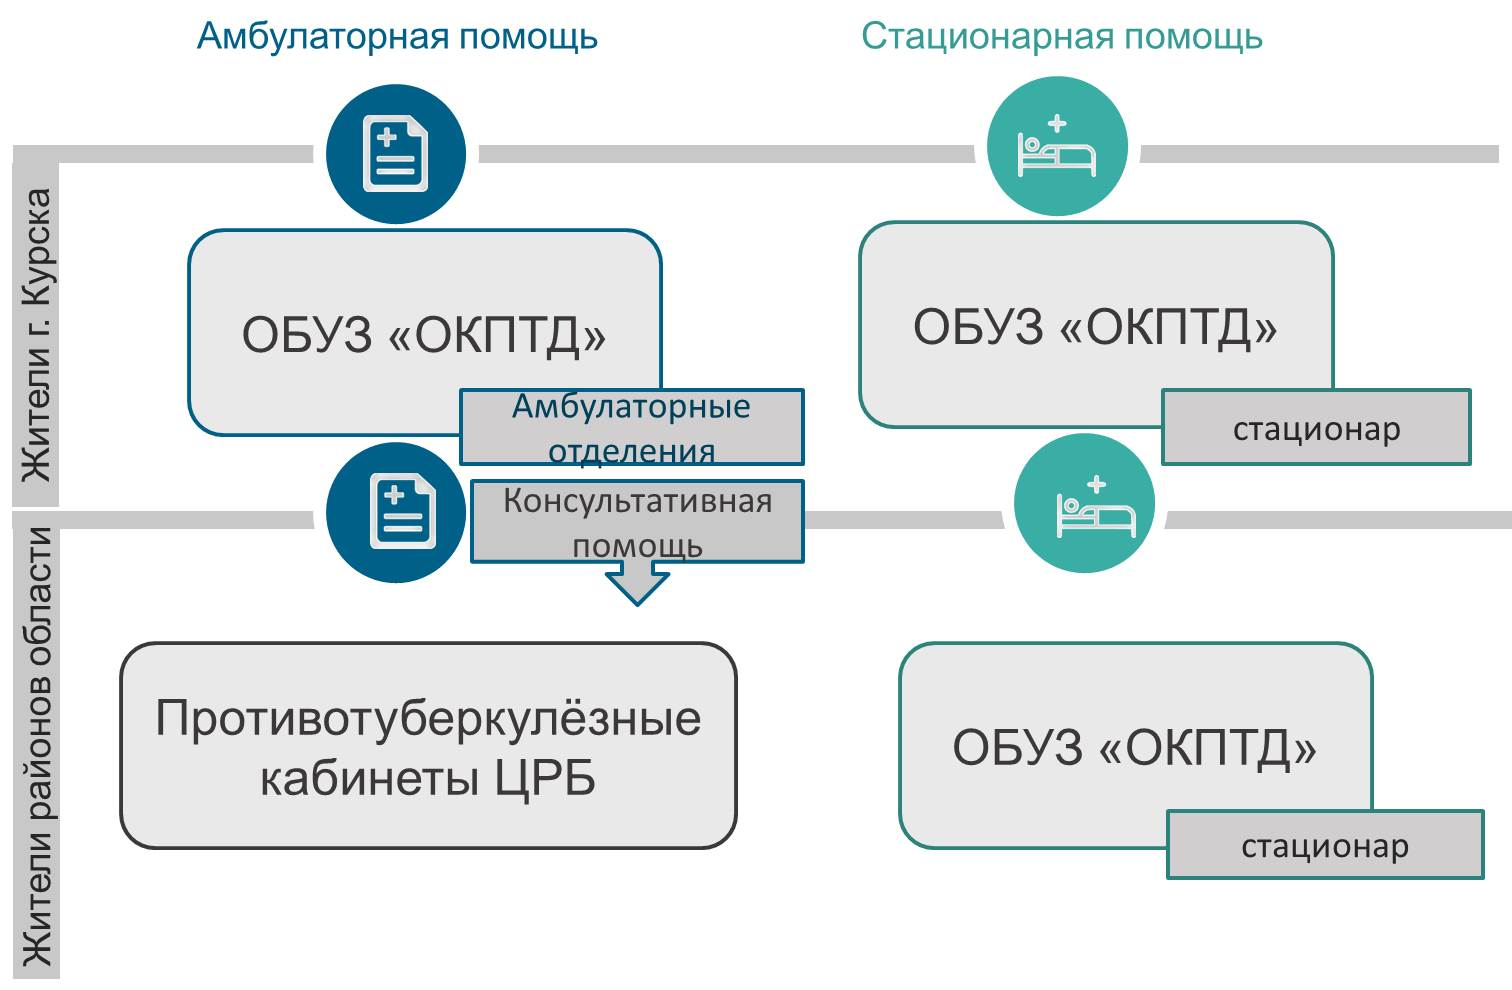 Амбулаторная помощь
Стационарная помощь
Жители г. Курска
ОБУЗ «ОКПТД»
Амбулаторные
отделения
ОБУЗ «ОКПТД»
стационар
Консультативная
помощь
Жители районов области
Противотуберкулёзные
кабинеты ЦРБ
ОБУЗ «ОКПТД»
стационар